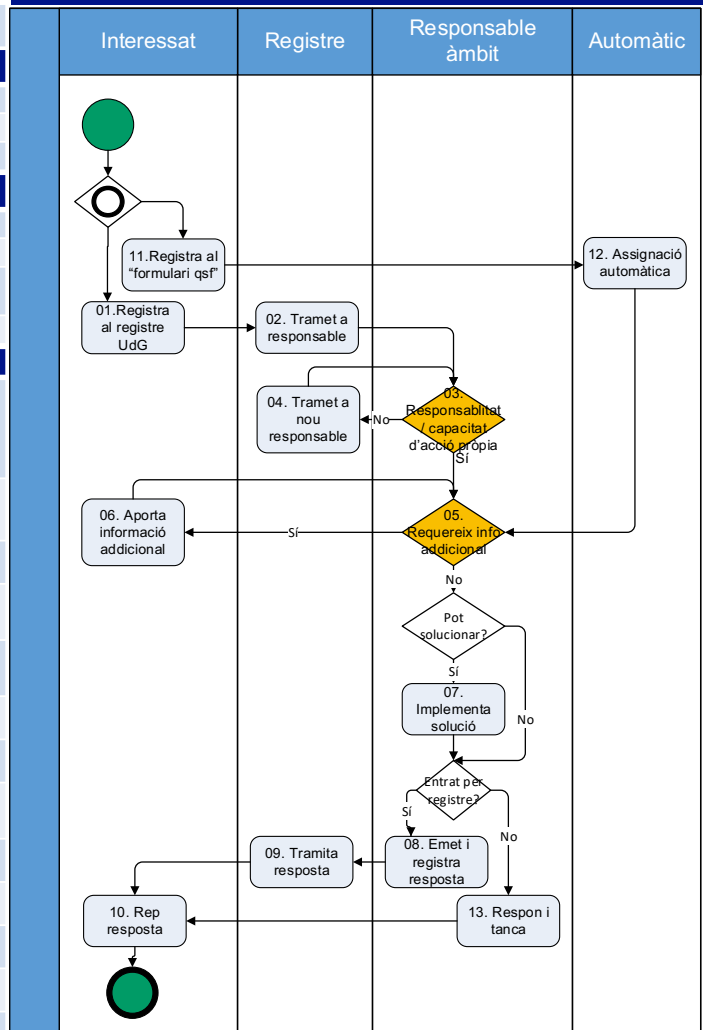 Interessat
Registre
Responsable
àmbit
Automàtic
11.Registra al
“formulari qsf”
12. Assignació
automàtica
01.Registra
al registre
UdG
02. Tramet a
responsable
03.
Responsablitat
/ capacitat
d’acció pròpia
No
04. Tramet a
nou
responsable
Sí
05.
Requereix info
addicional
Sí
06. Aporta
informació
addicional
No
Pot
solucionar?
Sí
No
07.
Implementa
solució
Entrat per
registre?
Sí
No
08. Emet i
registra
resposta
09. Tramita
resposta
10. Rep
resposta
13. Respon i
tanca